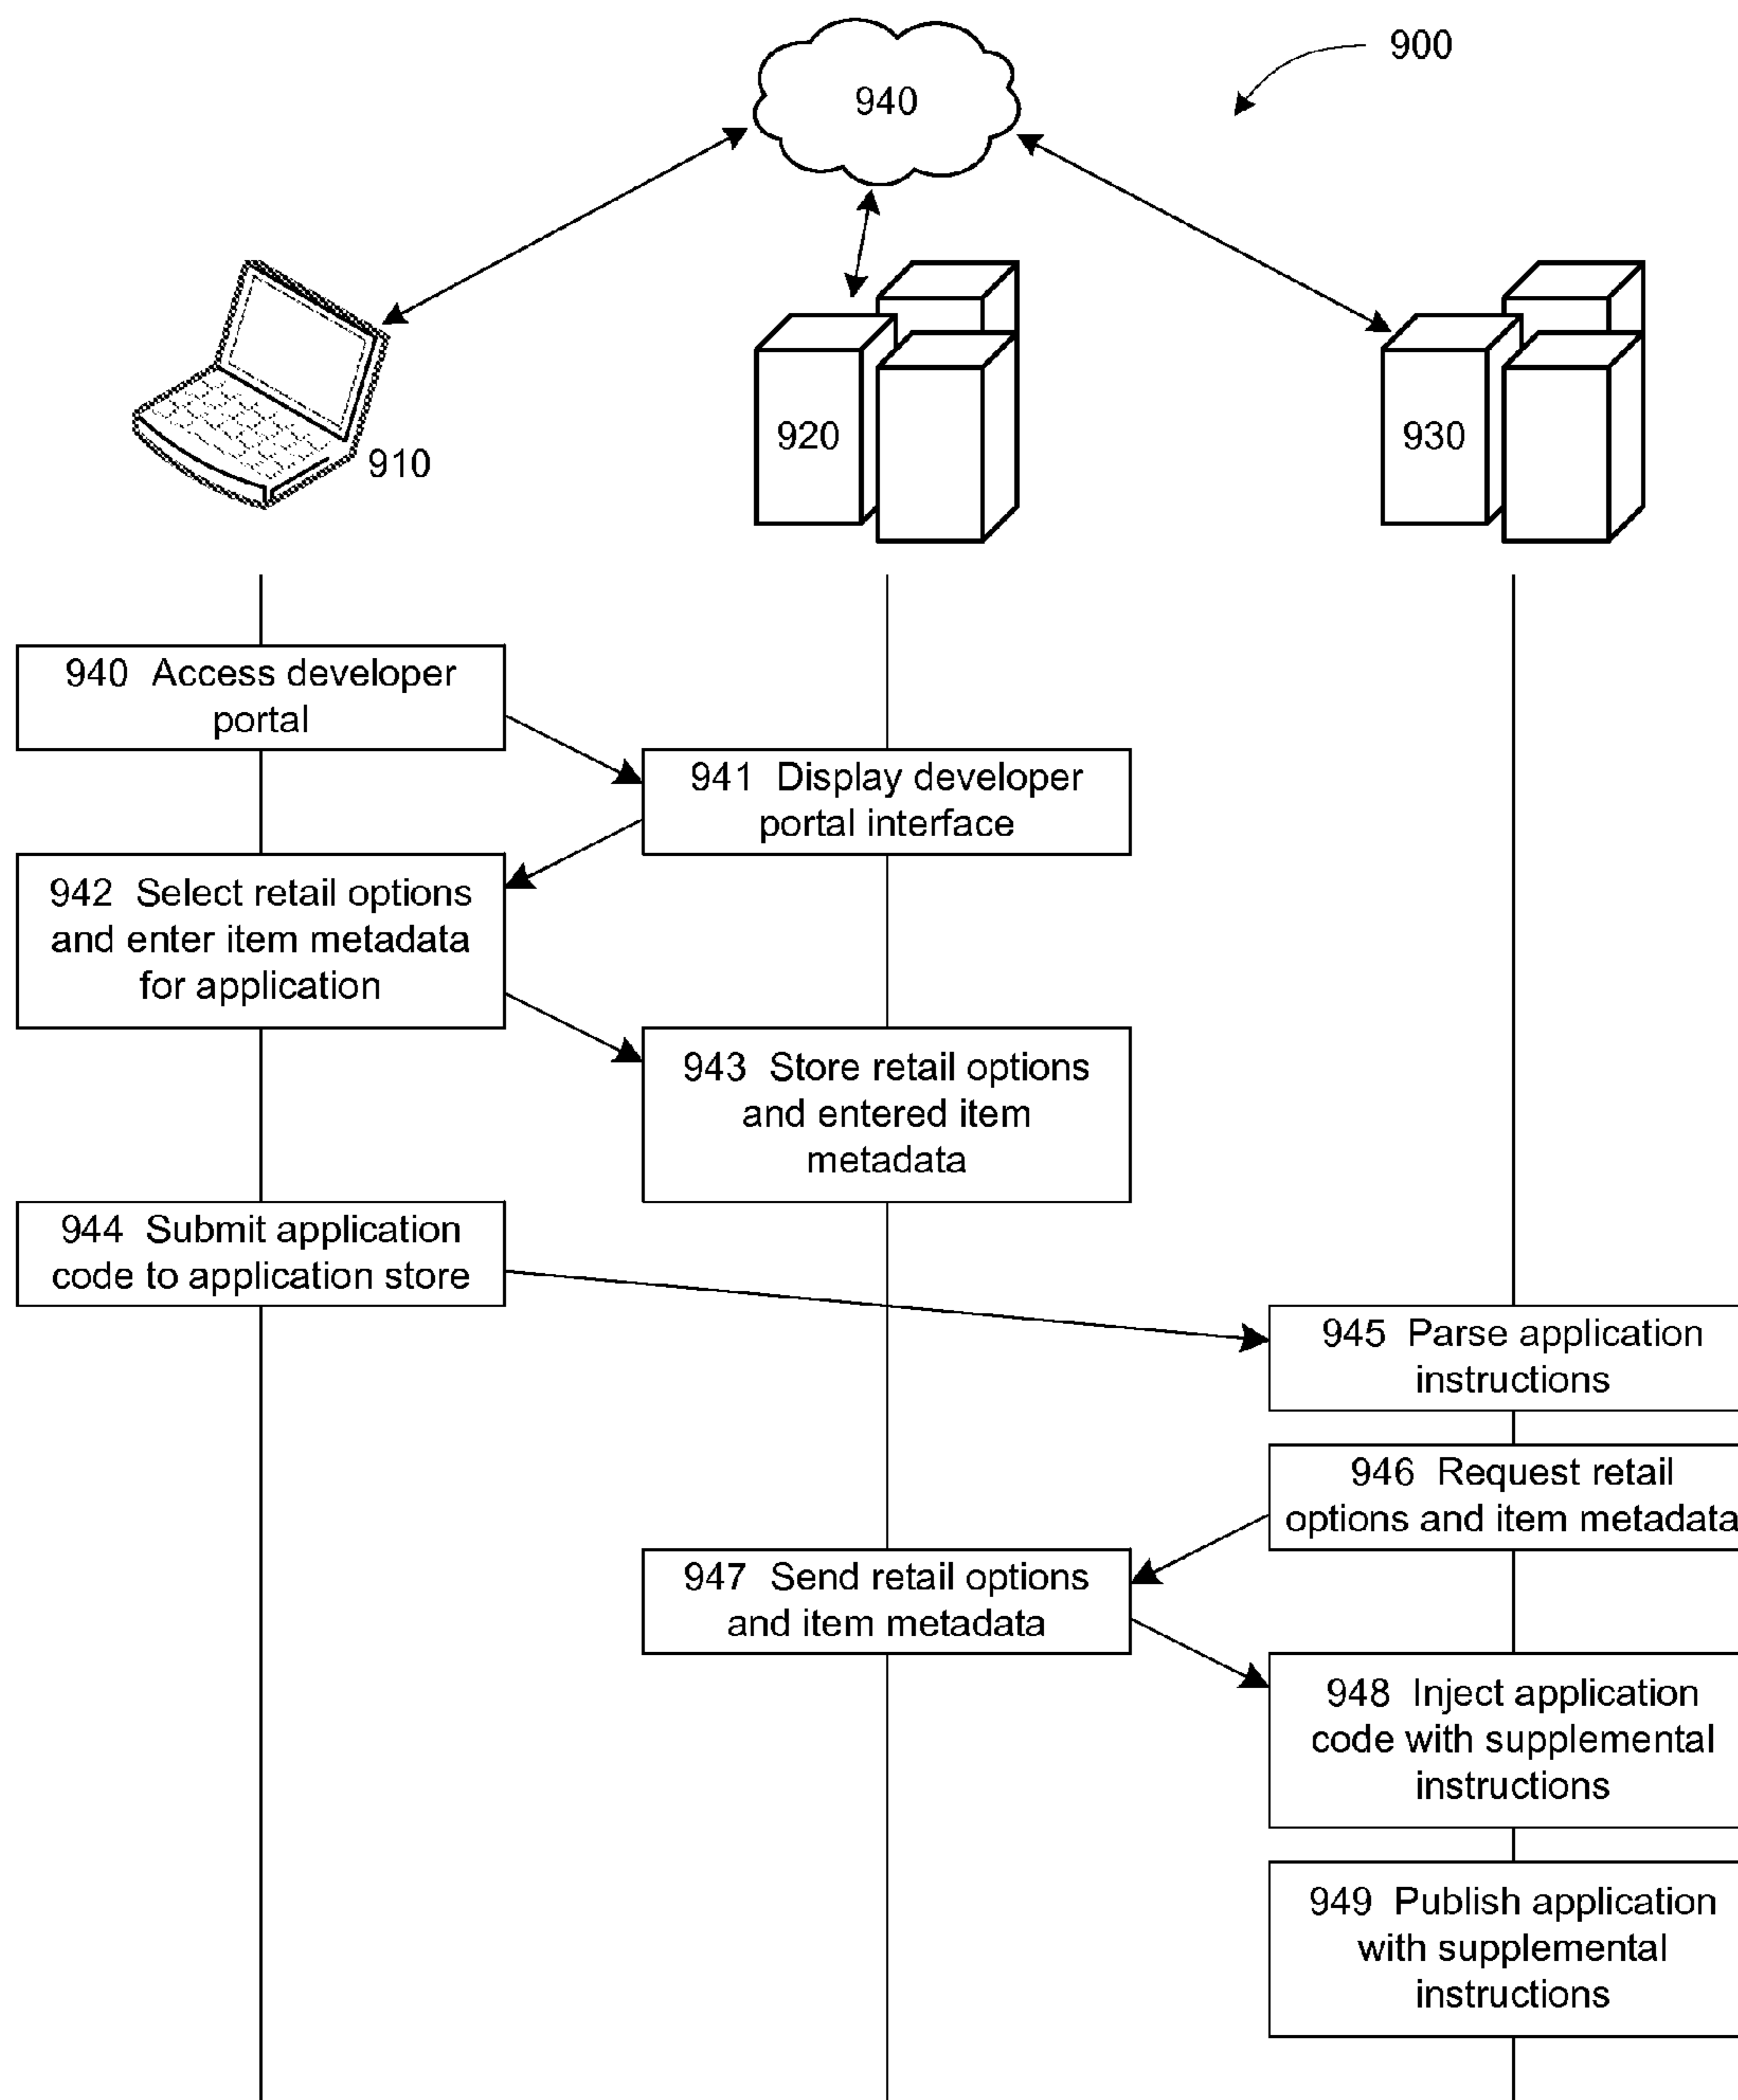 900
940
920
930
910
940 Access developer
portal
941 Display developer
portal interface
942 Select retail options
and enter item metadata
for application
943 Store retail options
and entered item
metadata
944 Submit application
code to application store
945 Parse application
instructions
946 Request retail
options and item metadata
947 Send retail options
and item metadata
948 Inject application
code with supplemental
instructions
949 Publish application
with supplemental
instructions